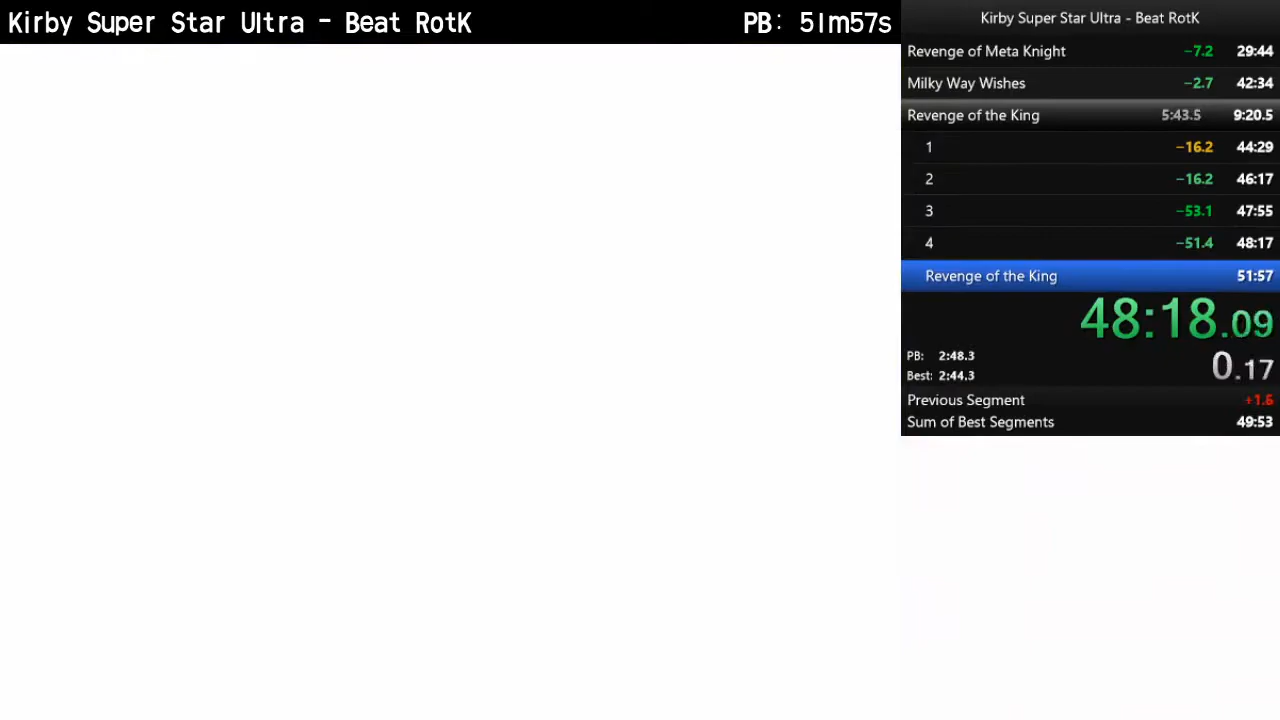 Kirby Super Star Ultra - Beat RotK
PB: 51m57s
Kirby Super Star Ultra - Beat RotK
Revenge of Meta Knight −7.2 29:44
Milky Way Wishes −2.7 42:34
Revenge of the King 5:43.5 9:20.5
1 −16.2 44:29
2 −16.2 46:17
3 −53.1 47:55
4 −51.4 48:17
Revenge of the King 51:57
48:18.09
PB: 2:48.3
0.17
Best: 2:44.3
Previous Segment +1.6
Sum of Best Segments 49:53